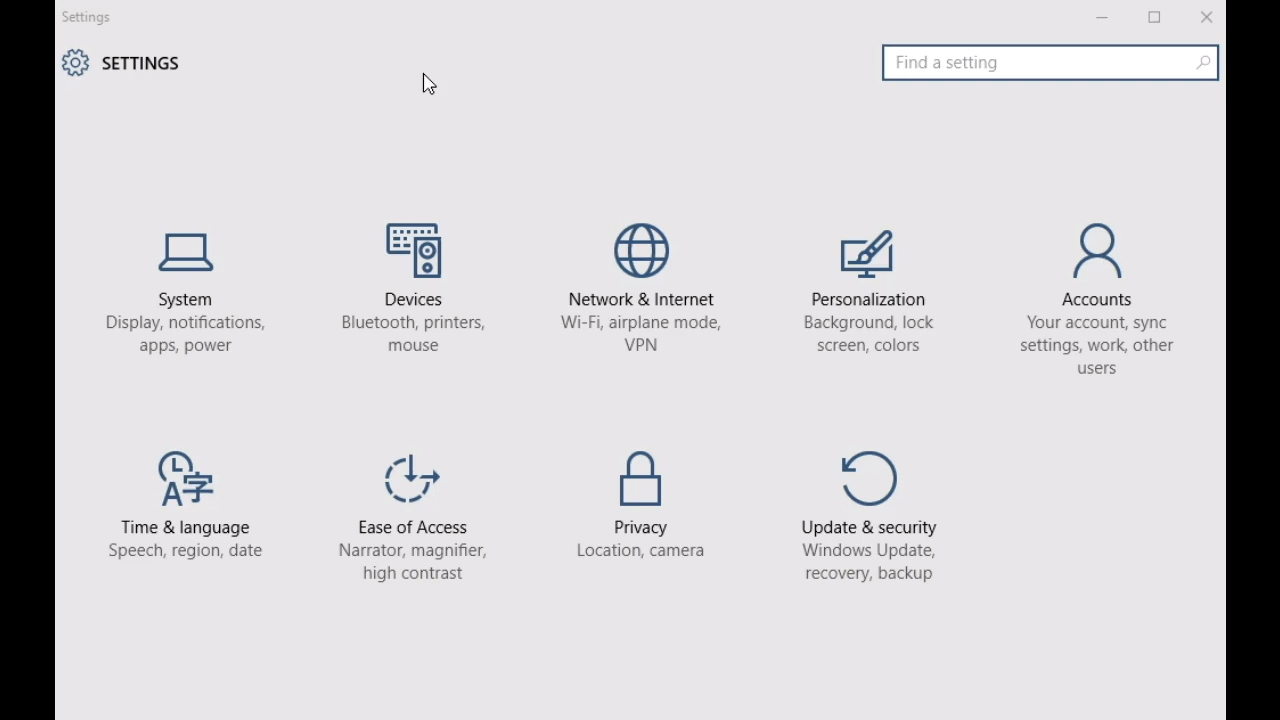 Settings
SETTINGS
Find a setting
System
Display, notifications,
apps, power
Devices
Bluetooth, printers,
mouse
Network & Internet
Wi-Fi, airplane mode,
VPN
Personalization
Background, lock
screen, colors
Accounts
Your account, sync
settings, work, other
users
Time & language
Speech, region, date
Ease of Access
Narrator, magnifier,
high contrast
Privacy
Location, camera
Update & security
Windows Update,
recovery, backup